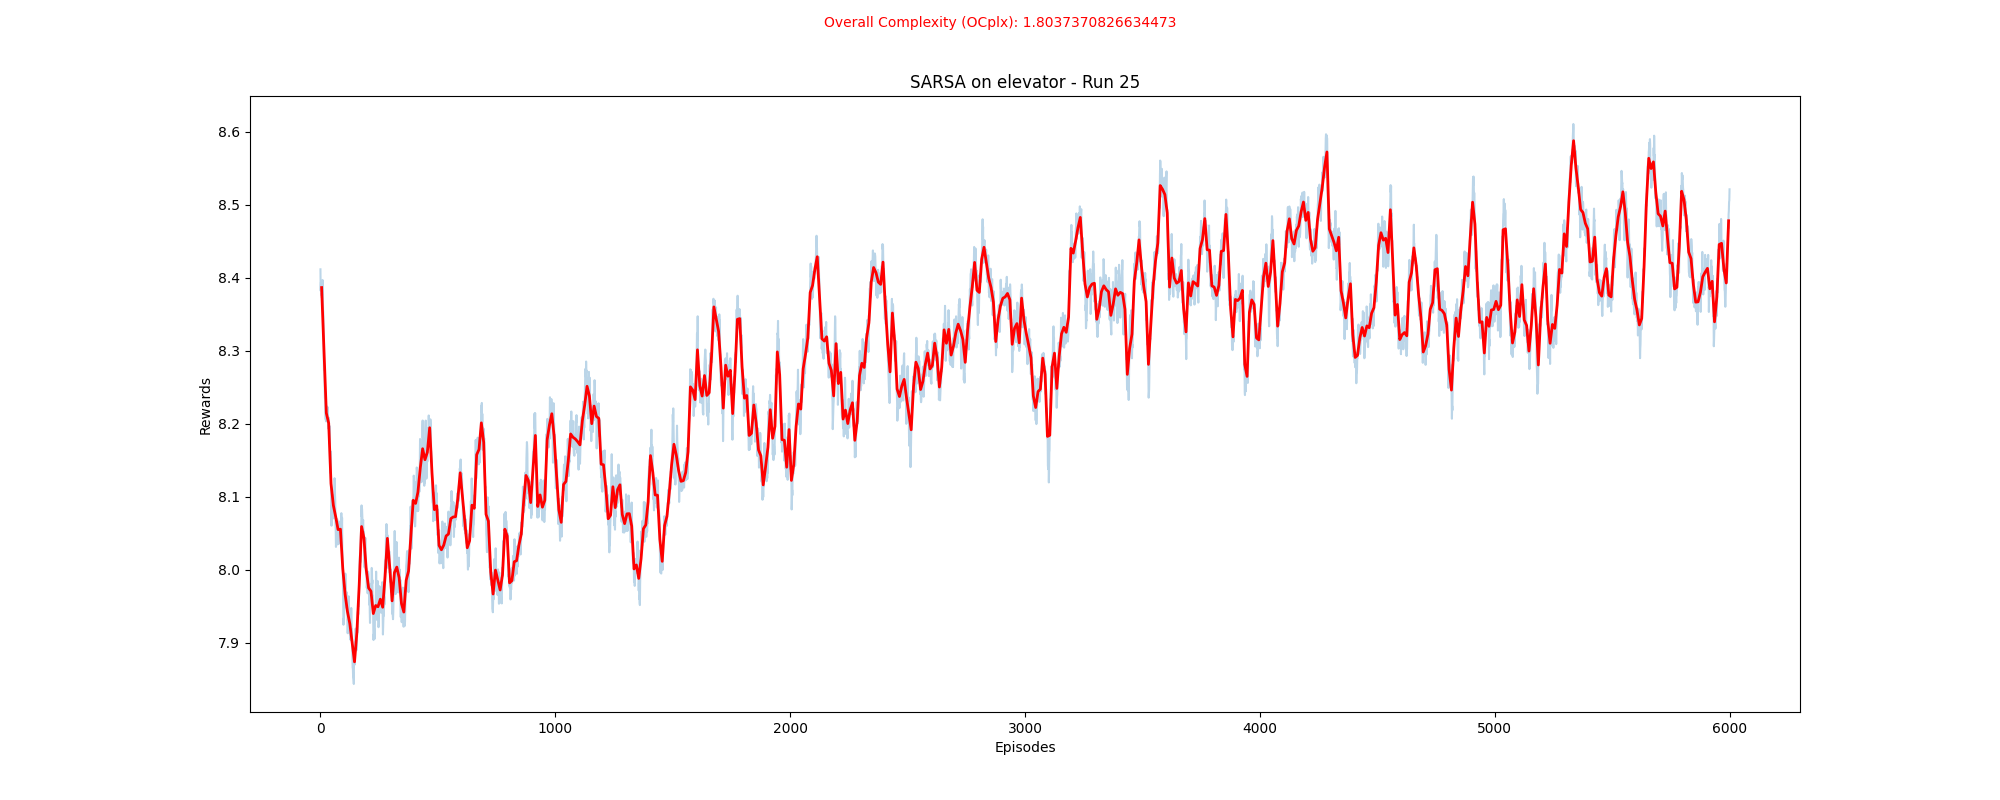 Overall Complexity (OCplx): 1.8037370826634473
SARSA on elevator - Run 25
8.6
8.5
8.4
8.3
8.2
8.1
8.0
7.9
Rewards
0 1000 2000 3000 4000 5000 6000
Episodes